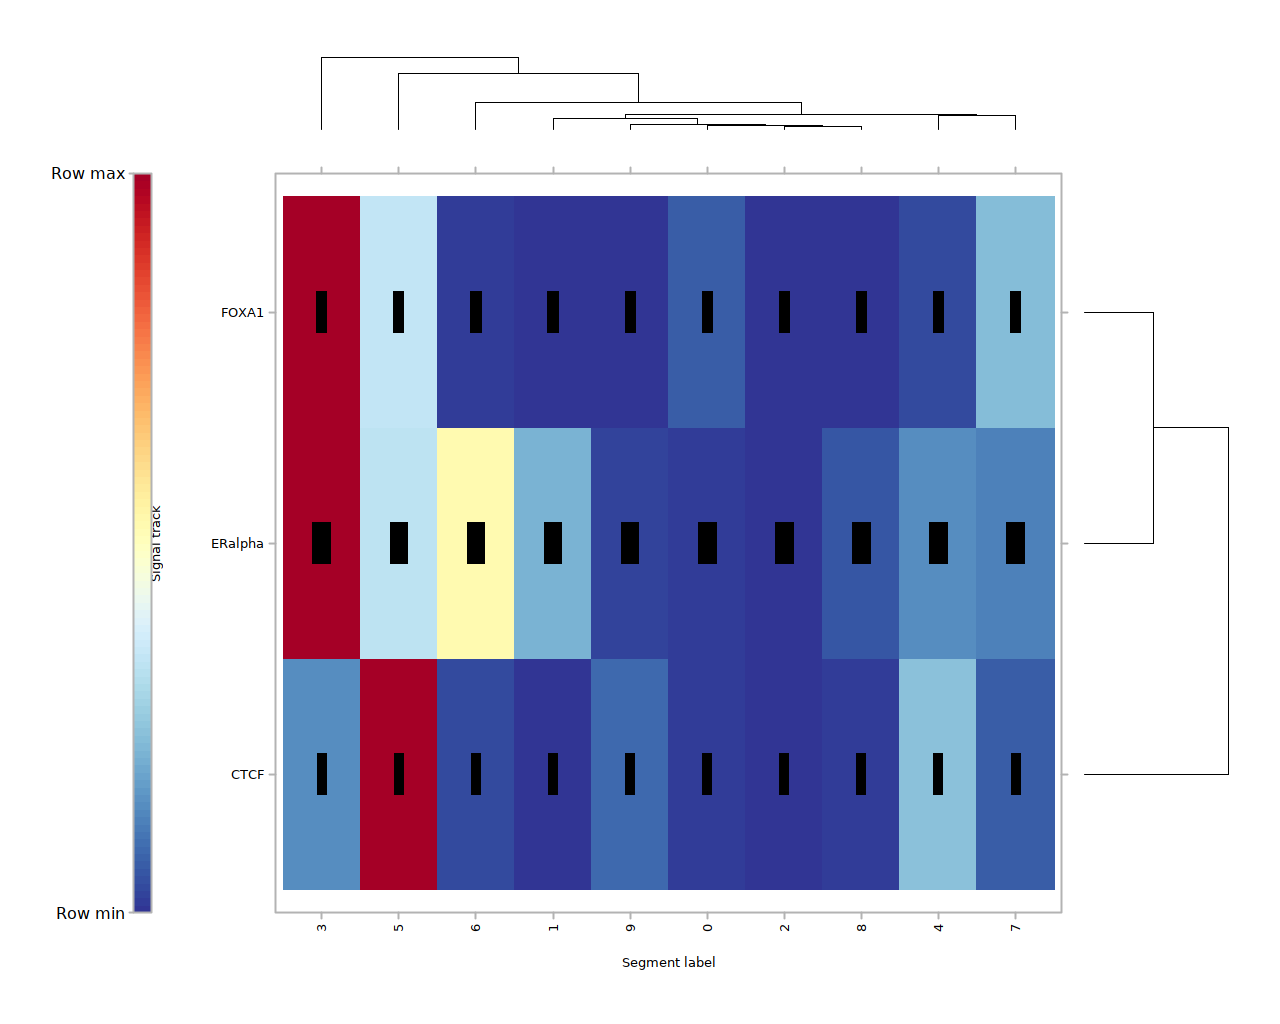 Row max
Signal track
Row min
FOXA1
ERalpha
CTCF
3 5 6 1 9 0 2 8 4 7
Segment label